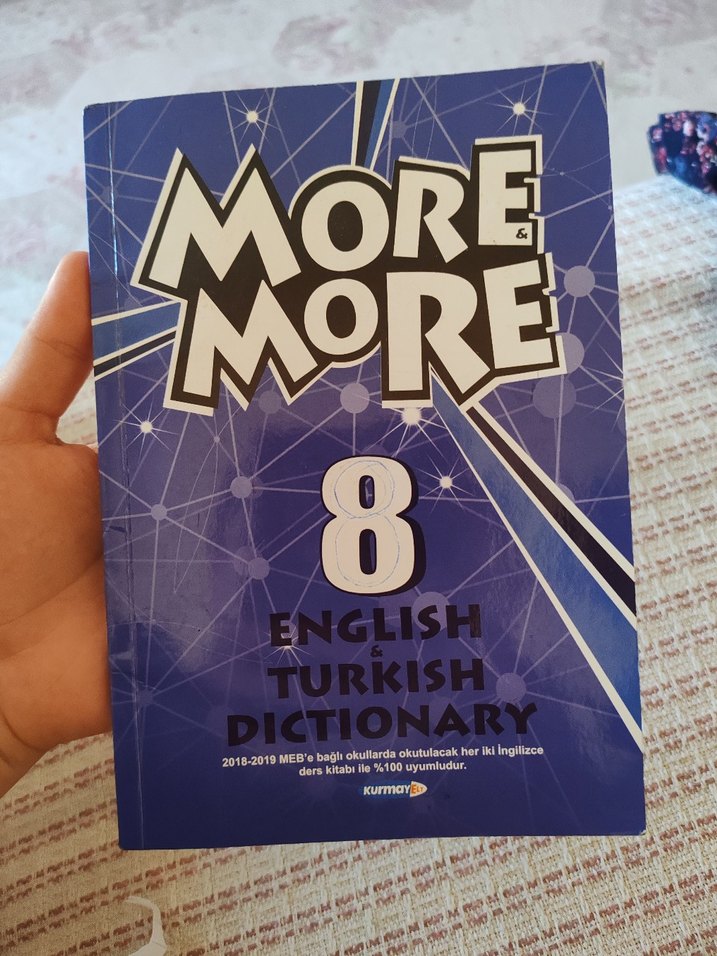 MORE
&
MORE
8
ENGLISH
&
TURKISH
DICTIONARY
2018-2019 MEB'e bağlı okullarda okutulacak her iki İngilizce
ders kitabı ile %100 uyumludur.
KURMAY ELT